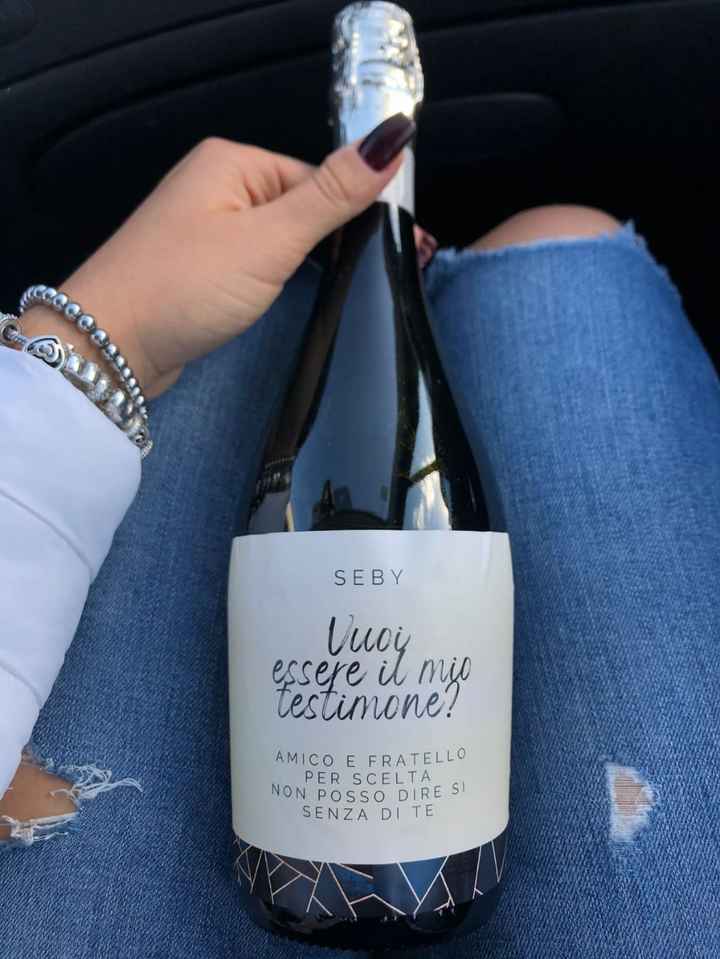 SEBY
Vuoi
essere il mio
testimone?
AMICO E FRATELLO
PER SCELTA
NON POSSO DIRE SI
SENZA DI TE